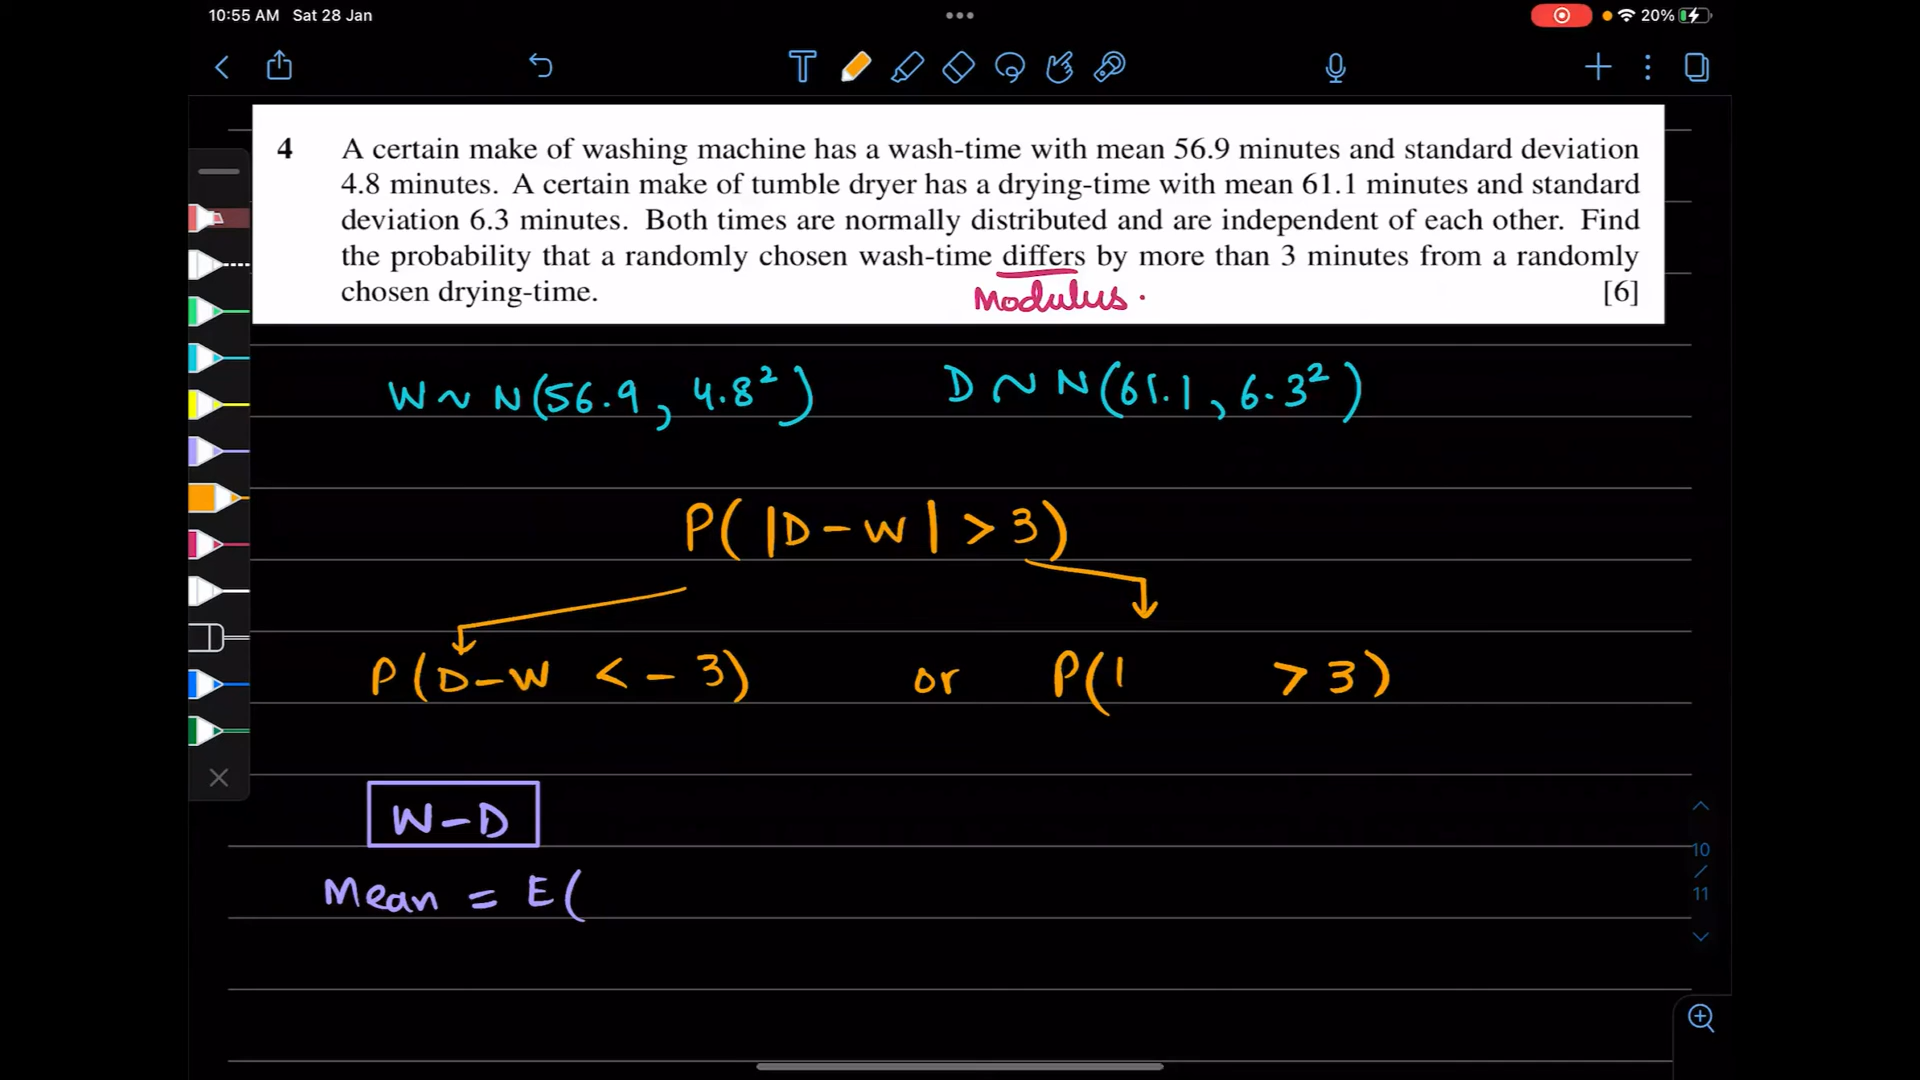 10:55 AM Sat 28 Jan
20%
4 A certain make of washing machine has a wash-time with mean 56.9 minutes and standard deviation
4.8 minutes. A certain make of tumble dryer has a drying-time with mean 61.1 minutes and standard
deviation 6.3 minutes. Both times are normally distributed and are independent of each other. Find
the probability that a randomly chosen wash-time differs by more than 3 minutes from a randomly
chosen drying-time. [6]
Modulus.
W ~ N(56.9, 4.8²) D ~ N(61.1, 6.3²)
P(|D-W| > 3)
P(D-W < -3) or P(1 > 3)
W-D
Mean = E(
10
/
11